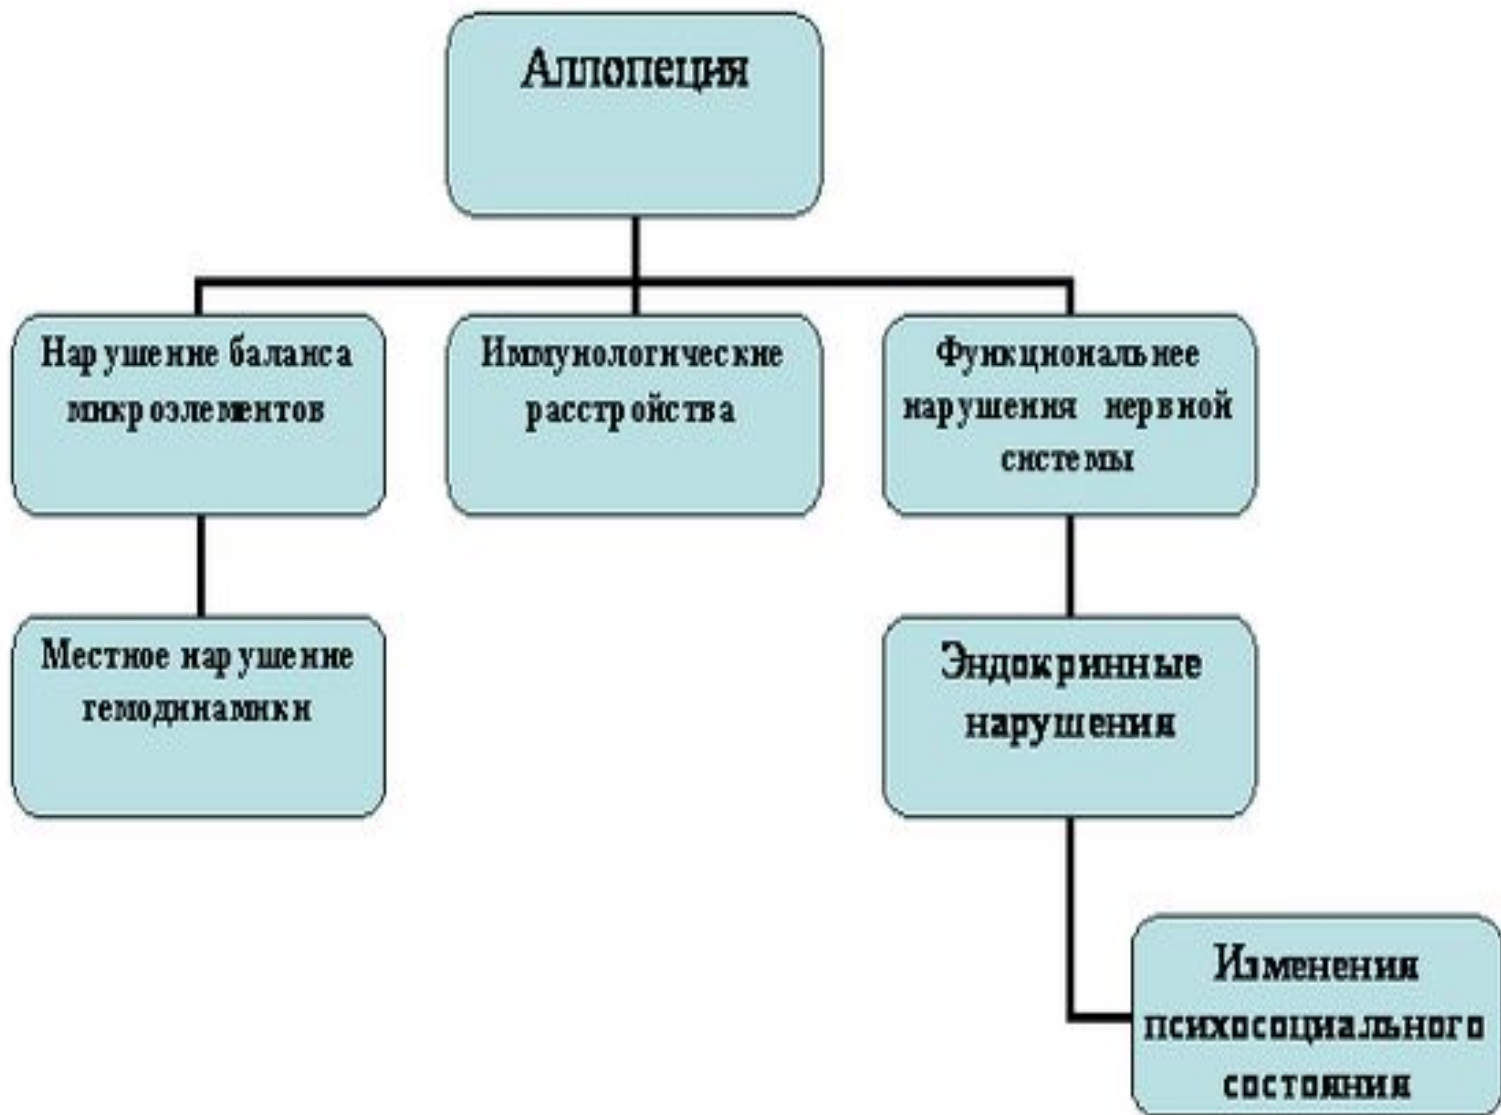 Аллопеция
Нарушение баланса
микроэлементов
Иммунологические
расстройства
Функциональнее
нарушения нервной
системы
Местное нарушение
гемодинамики
Эндокринные
нарушения
Изменения
психосоциального
состояния